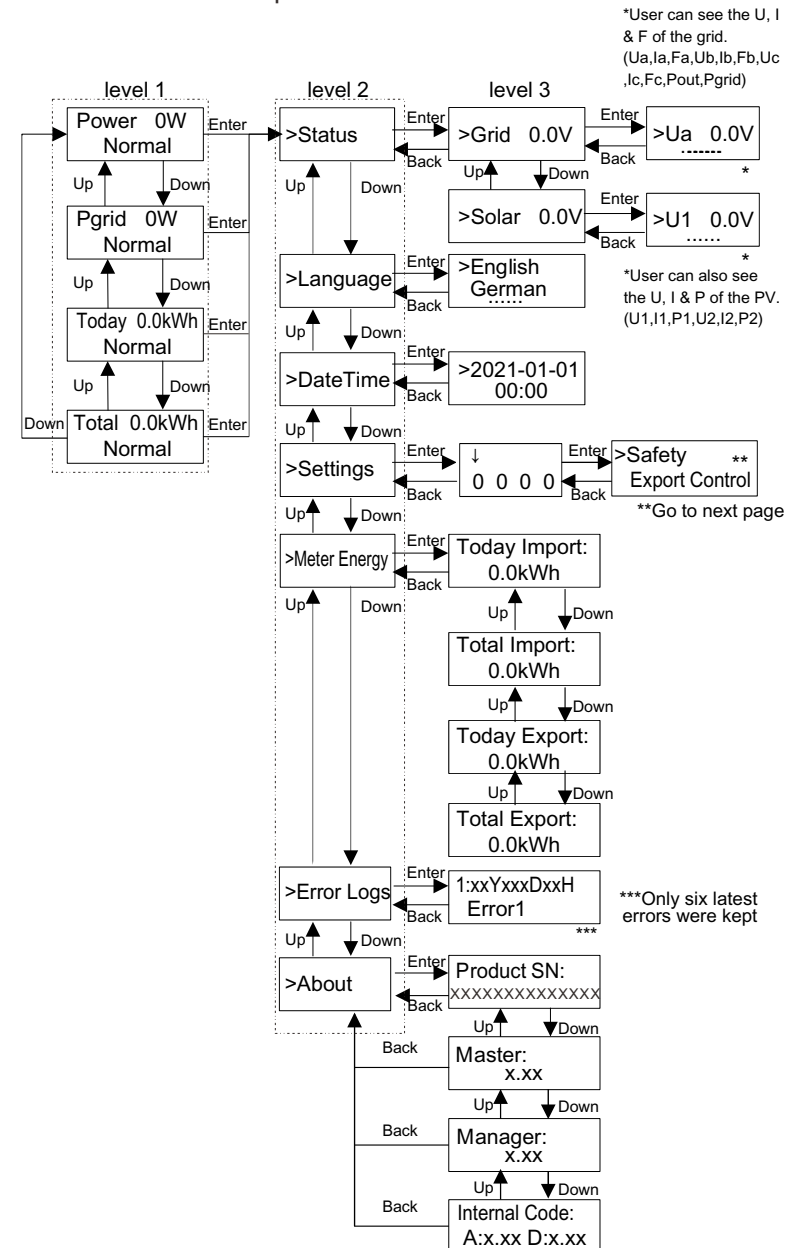 *User can see the U, I
& F of the grid.
(Ua,Ia,Fa,Ub,Ib,Fb,Uc
,Ic,Fc,Pout,Pgrid)
level 1
level 2
level 3
Power 0W
Normal
Enter
>Status
Enter
Back
>Grid 0.0V
Enter
Back
>Ua 0.0V
.......
*
Up
Down
Up
Down
Up
Down
Pgrid 0W
Normal
Enter
>Solar 0.0V
Enter
Back
>U1 0.0V
......
*
*User can also see
the U, I & P of the PV.
(U1,I1,P1,U2,I2,P2)
Up
Down
>Language
Enter
Back
>English
German
......
Today 0.0kWh
Normal
Enter
Up
Down
>DateTime
Enter
Back
>2021-01-01
00:00
Up
Down
Down
Total 0.0kWh
Normal
Enter
Up
Down
>Settings
Enter
Back
↓
0 0 0 0
Enter
Back
>Safety **
Export Control
**Go to next page
Up
Down
>Meter Energy
Enter
Back
Today Import:
0.0kWh
Up
Down
Up
Down
Total Import:
0.0kWh
Up
Down
Today Export:
0.0kWh
Up
Down
Total Export:
0.0kWh
>Error Logs
Enter
Back
1:xxYxxxDxxH
Error1
***
***Only six latest
errors were kept
Up
Down
>About
Enter
Back
Product SN:
XXXXXXXXXXXXXX
Up
Down
Back
Master:
x.xx
Up
Down
Back
Manager:
x.xx
Up
Down
Back
Internal Code:
A:x.xx D:x.xx